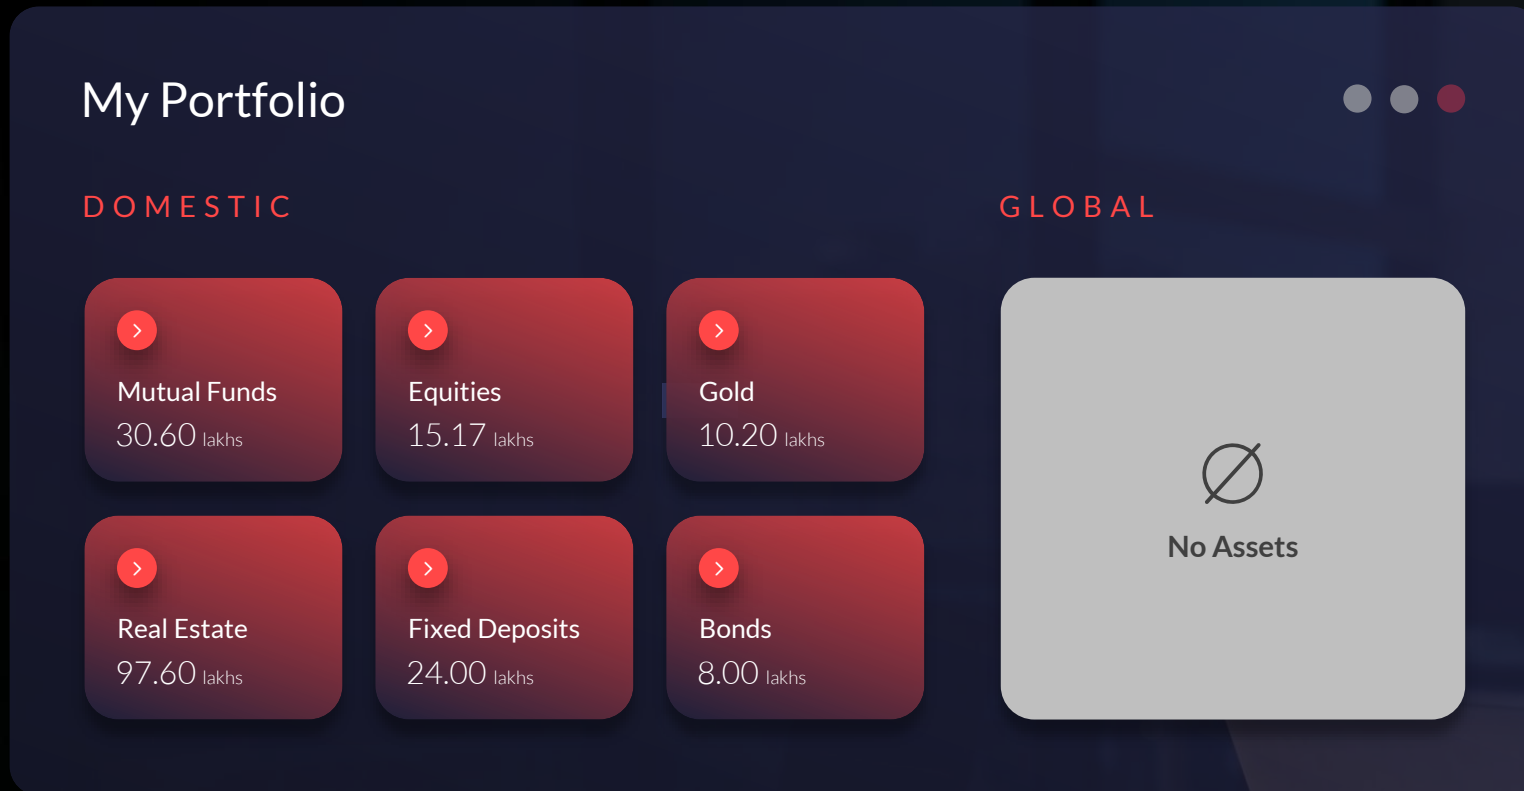 My Portfolio
DOMESTIC
GLOBAL
Mutual Funds
30.60 lakhs
Equities
15.17 lakhs
Gold
10.20 lakhs
Real Estate
97.60 lakhs
Fixed Deposits
24.00 lakhs
Bonds
8.00 lakhs
No Assets